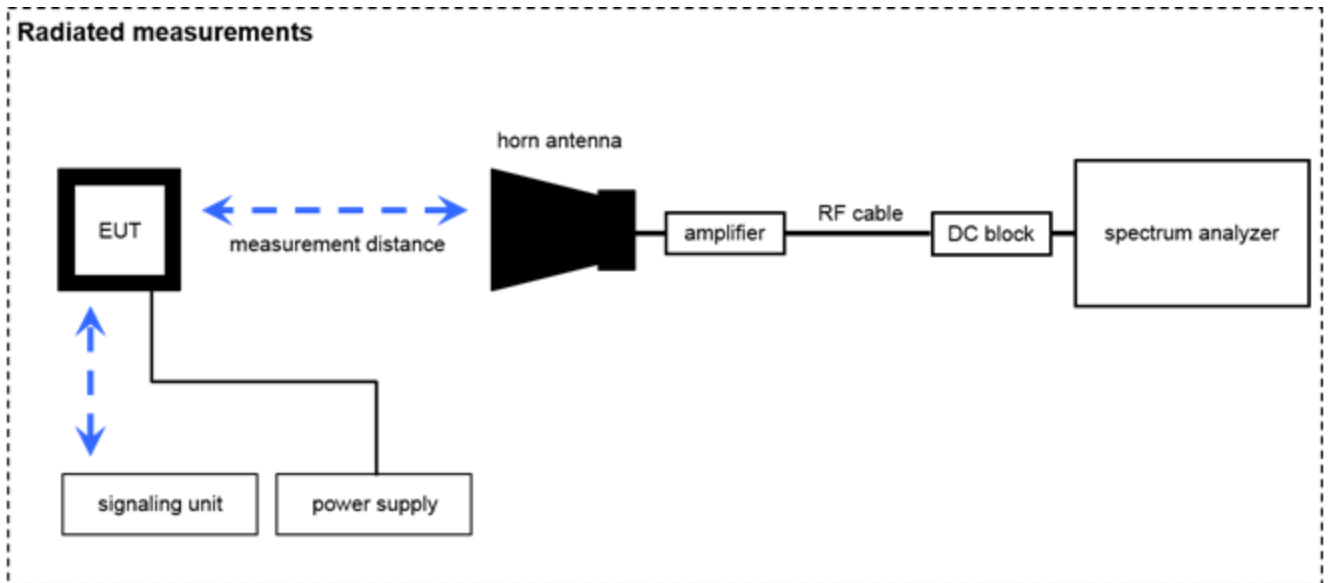 Radiated measurements
horn antenna
EUT
measurement distance
amplifier
RF cable
DC block
spectrum analyzer
signaling unit
power supply